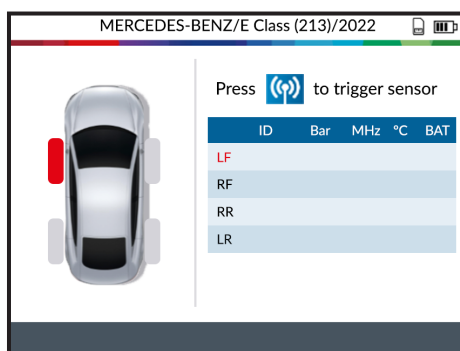 MERCEDES-BENZ/E Class (213)/2022
Press to trigger sensor
ID Bar MHz °C BAT
LF
RF
RR
LR